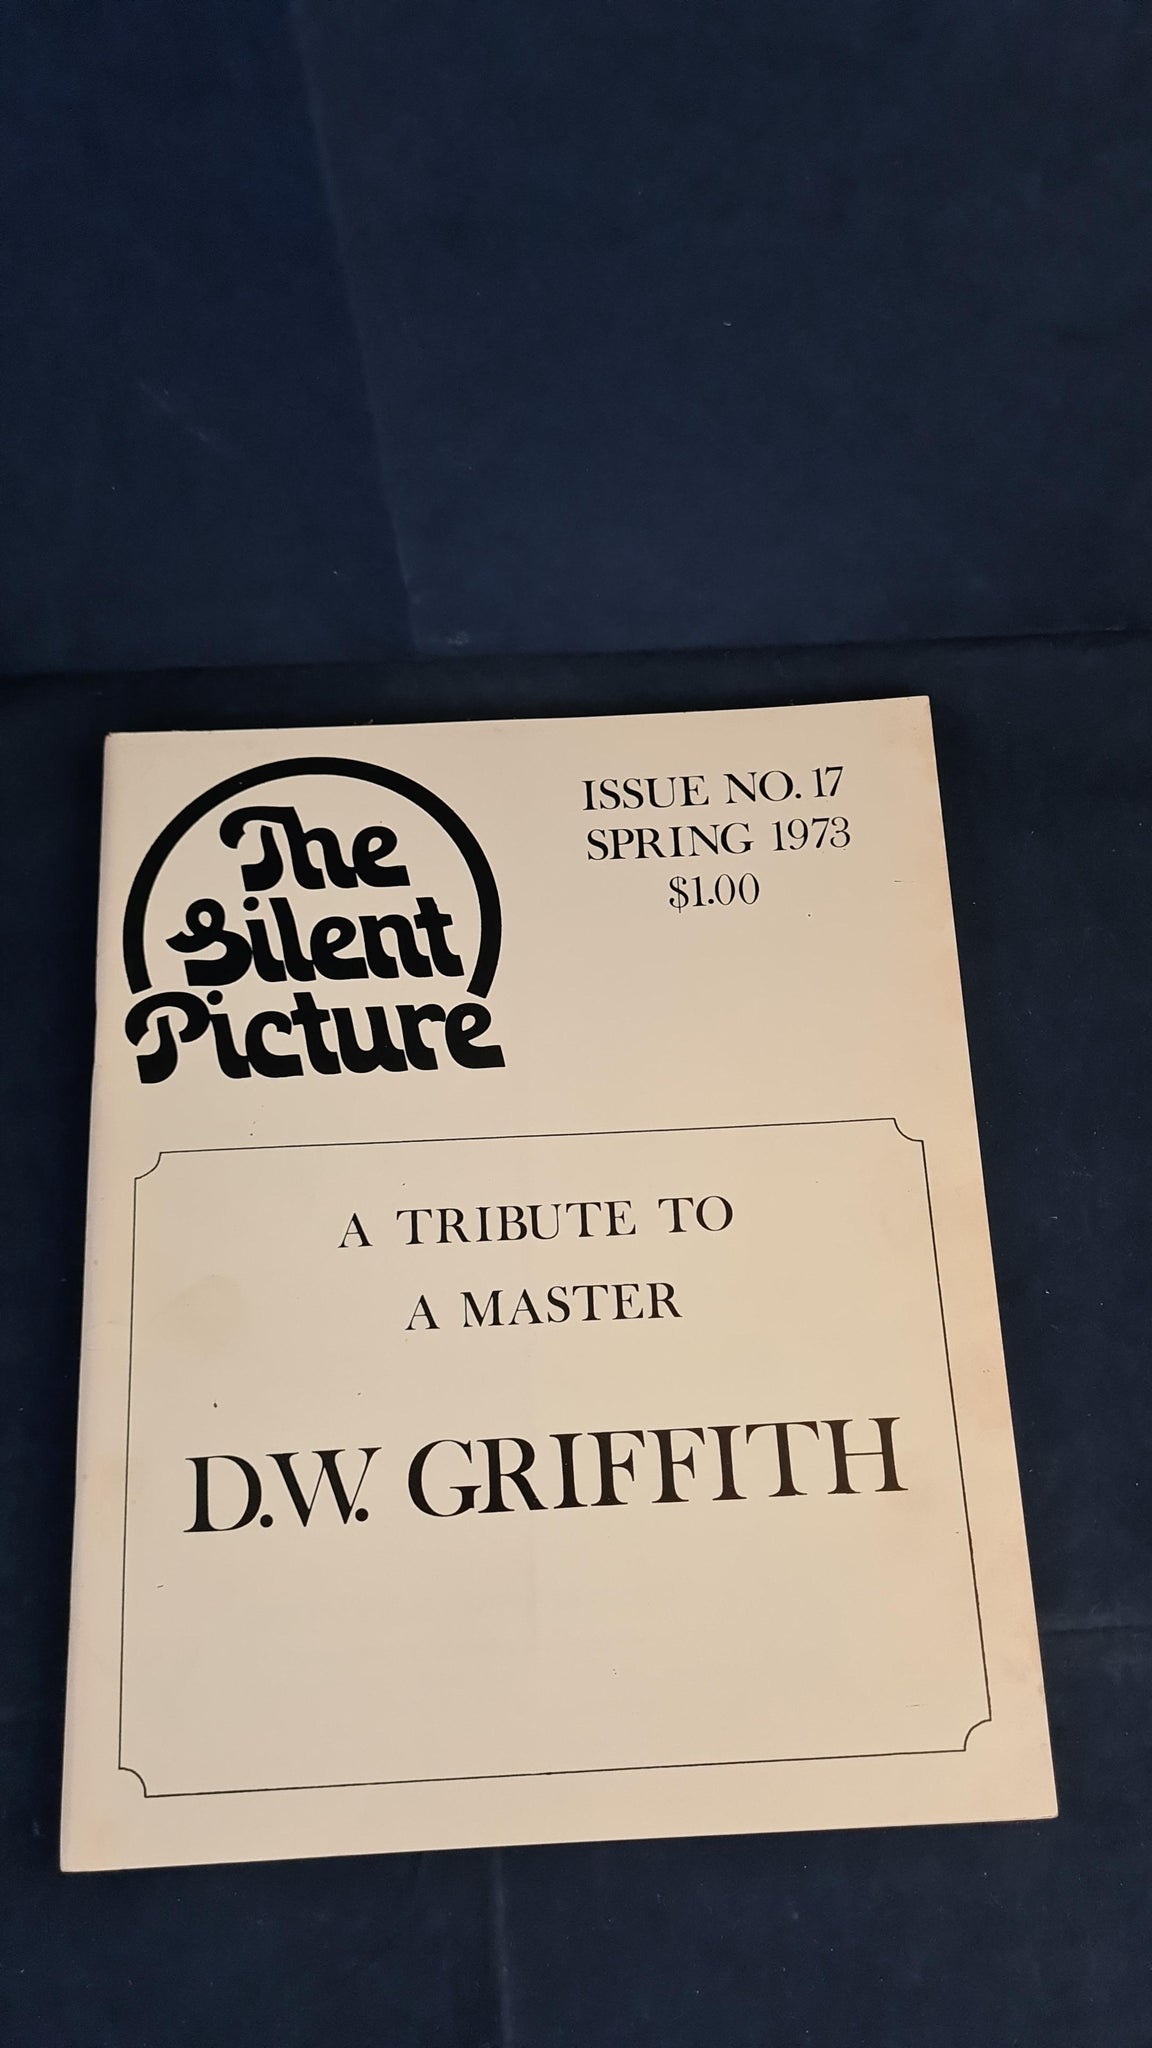 The
Silent
Picture
ISSUE NO. 17
SPRING 1973
$1.00
A TRIBUTE TO
A MASTER
D.W. GRIFFITH